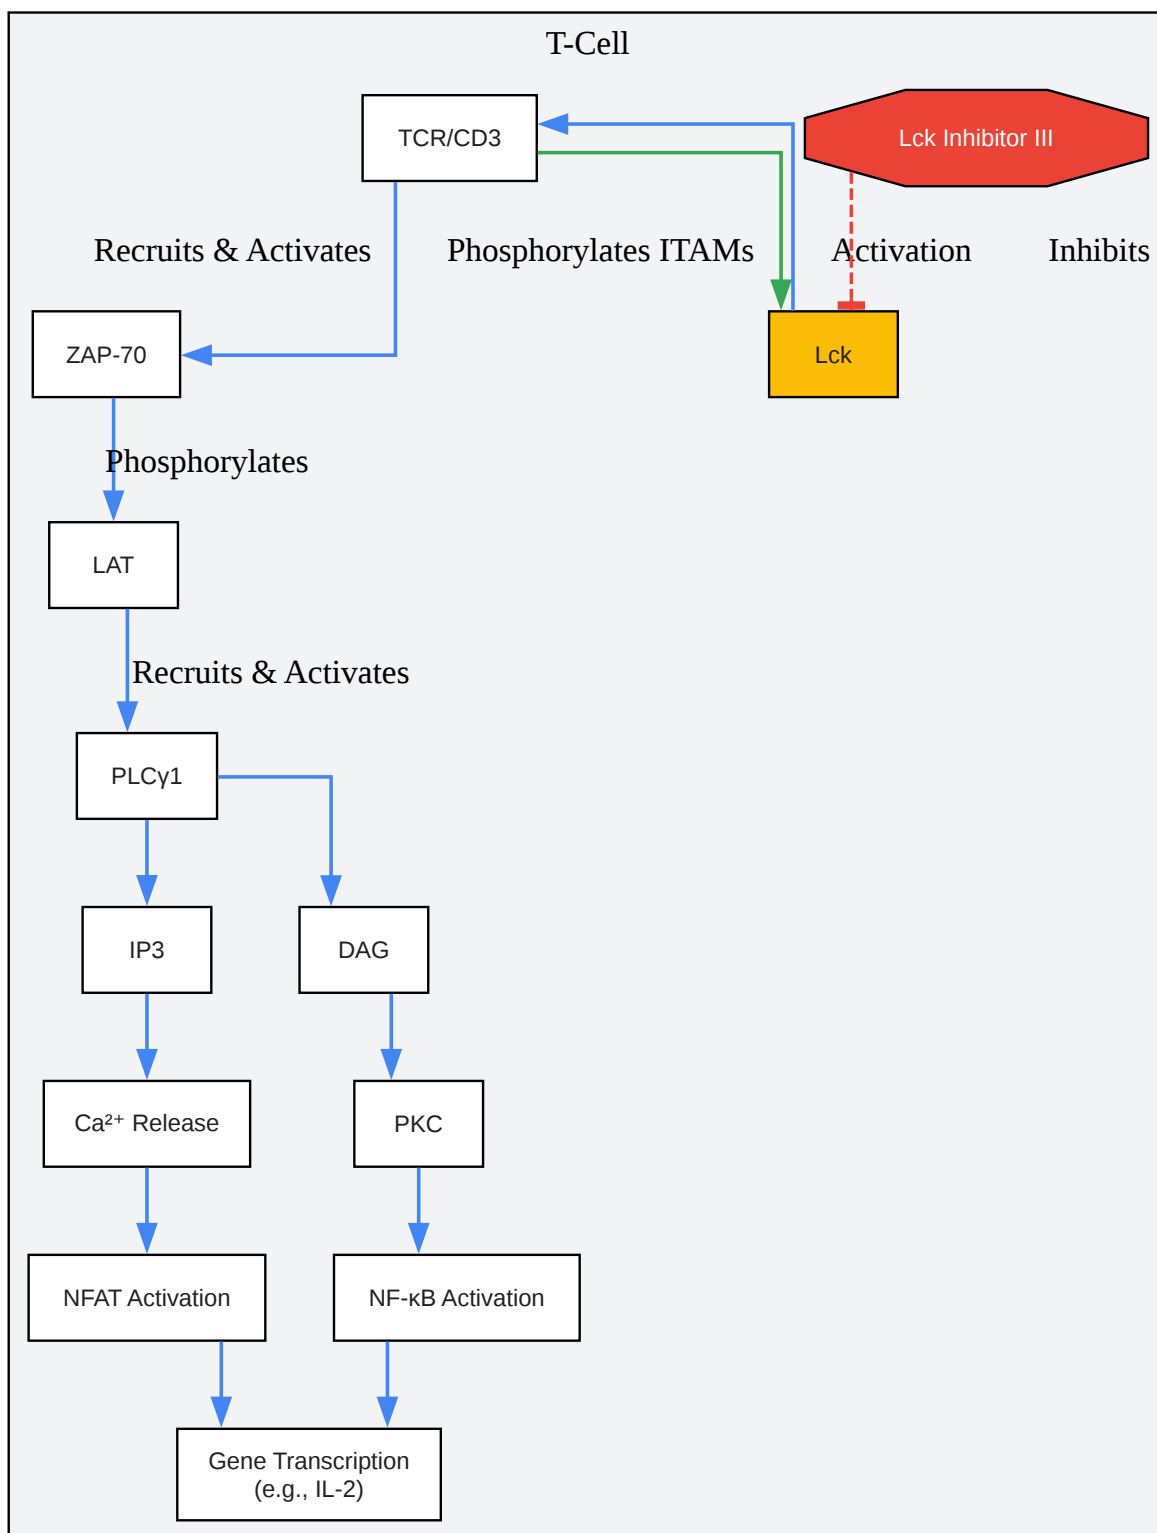 T-Cell
TCR/CD3
Lck Inhibitor III
Recruits & Activates
Phosphorylates ITAMs
Activation
Inhibits
ZAP-70
Lck
Phosphorylates
LAT
Recruits & Activates
PLCγ1
IP3
DAG
Ca²⁺ Release
PKC
NFAT Activation
NF-κB Activation
Gene Transcription
(e.g., IL-2)